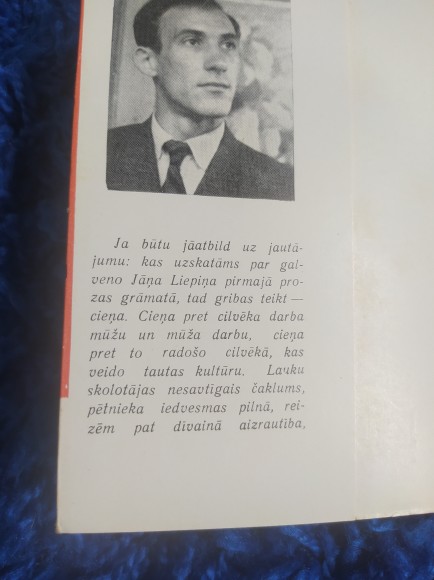 Ja būtu jāatbild uz jautā-
jumu: kas uzskatāms par gal-
veno Jāņa Liepiņa pirmajā pro-
zas grāmatā, tad gribas teikt —
cieņa. Cieņa pret cilvēka darba
mūžu un mūža darbu, cieņa
pret to radošo cilvēkā, kas
veido tautas kultūru. Lauku
skolotājas nesavtīgais čaklums,
pētnieka iedvesmas pilnā, rei-
zēm pat dīvainā aizrautība,